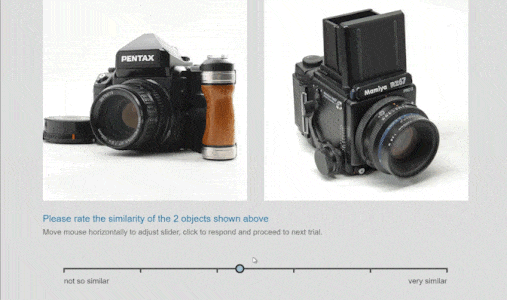 PENTAX
Mamiya RZ67
Please rate the similarity of the 2 objects shown above
Move mouse horizontally to adjust slider, click to respond and proceed to next trial.
not so similar
very similar